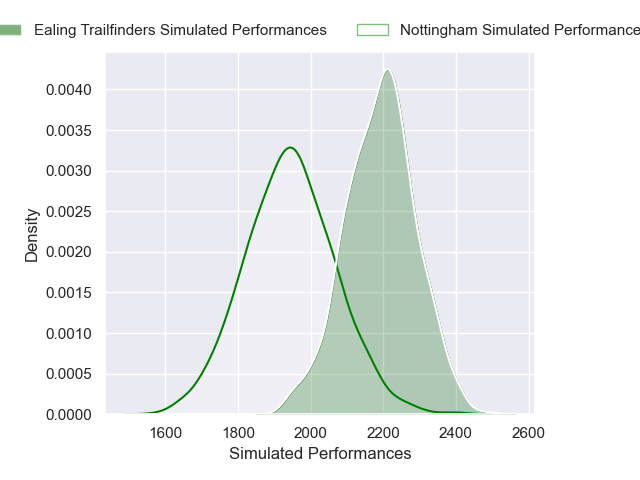 Ealing Trailfinders Simulated Performances Nottingham Simulated Performance
0.0040
0.0035
0.0030
0.0025
0.0020
0.0015
0.0010
0.0005
0.0000
Density
1600 1800 2000 2200 2400 2600
Simulated Performances